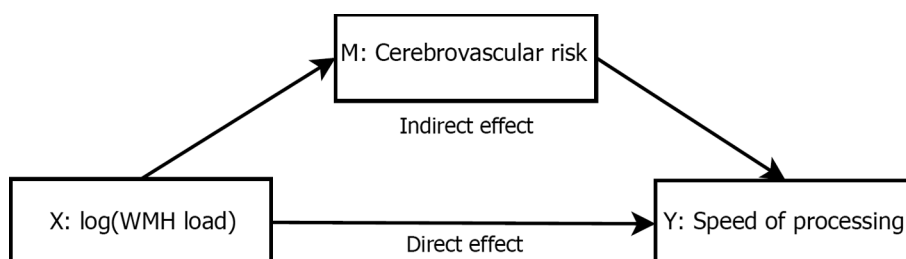 M: Cerebrovascular risk
Indirect effect
X: log(WMH load)
Direct effect
Y: Speed of processing